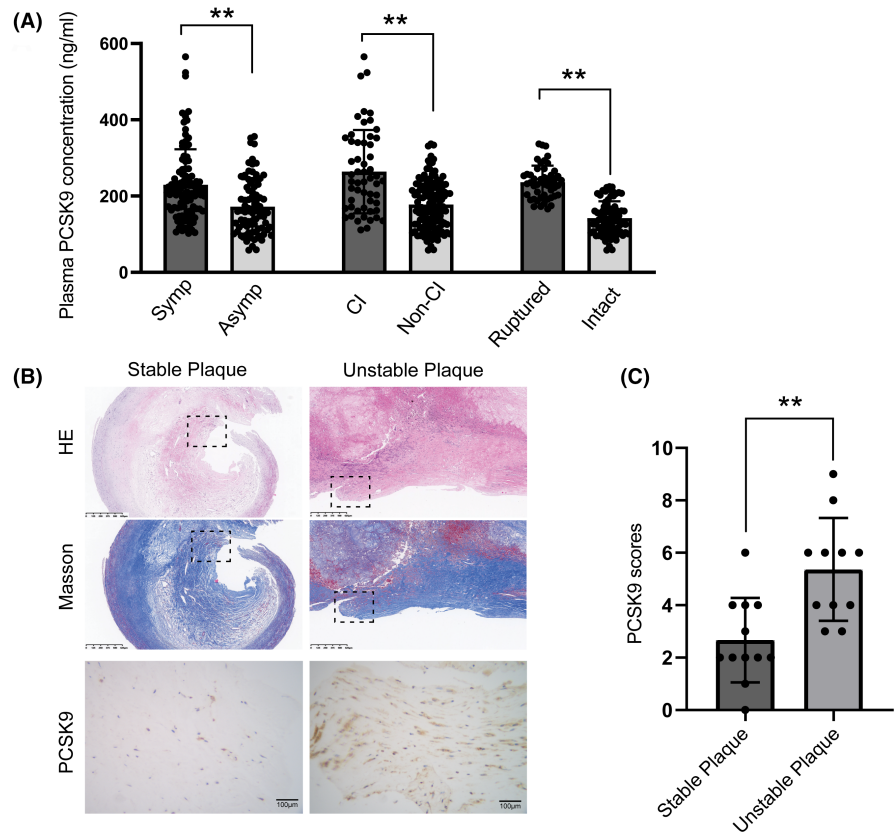 (A)
Plasma PCSK9 concentration (ng/ml)
600
400
200
0
**
**
**
Symp
Asymp
CI
Non-CI
Ruptured
Intact
(B)
Stable Plaque
Unstable Plaque
HE
Masson
PCSK9
100μm
100μm
(C)
**
PCSK9 scores
10
8
6
4
2
0
Stable Plaque
Unstable Plaque